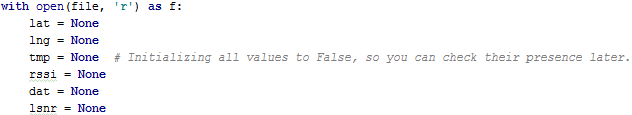 with open(file, 'r') as f:
    lat = None
    lng = None
    tmp = None  # Initializing all values to False, so you can check their presence later.
    rssi = None
    dat = None
    lsnr = None